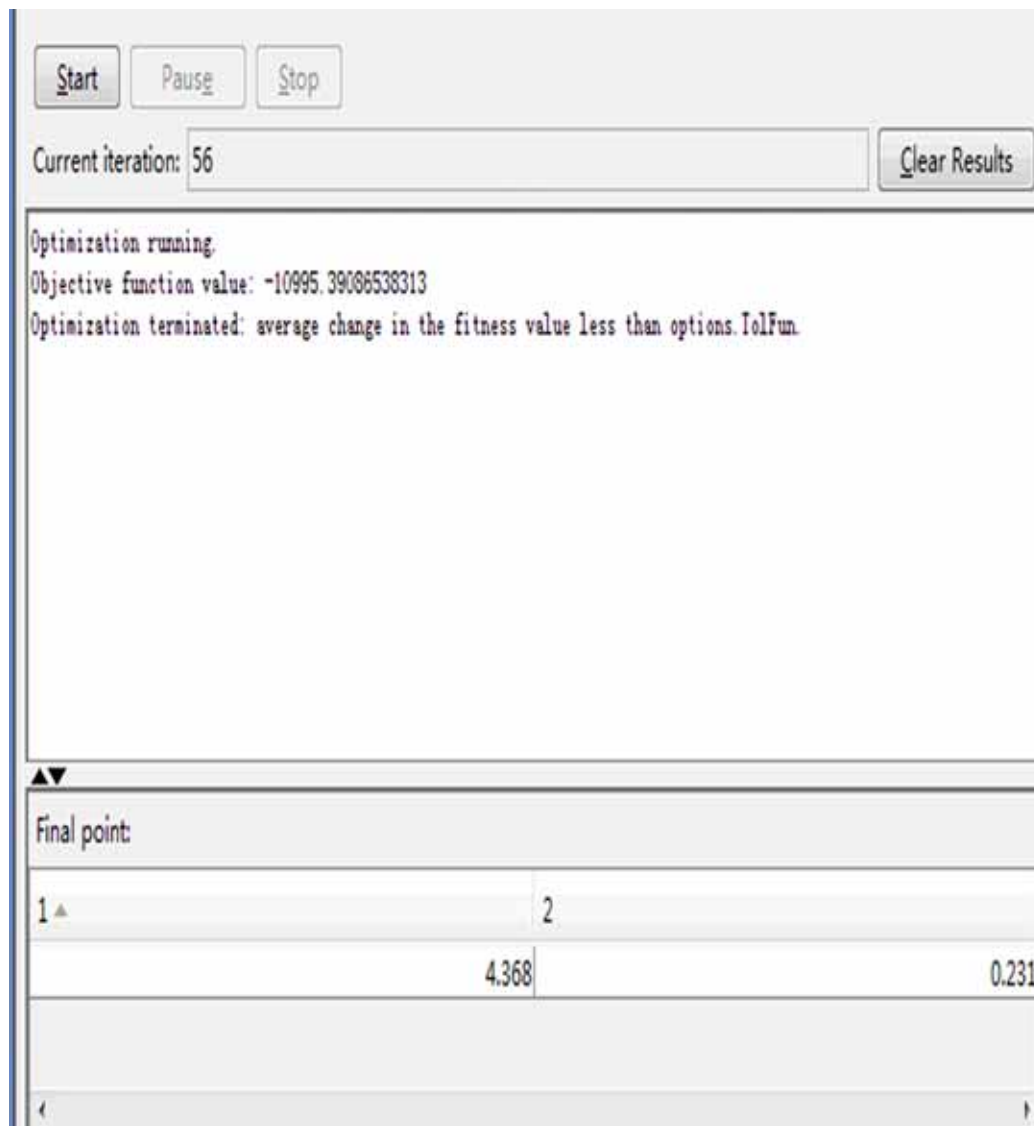 Start Pause Stop
Current iteration: 56 Clear Results
Optimization running.
Objective function value: -10995.39086538313
Optimization terminated: average change in the fitness value less than options.TolFun.
Final point:
1 2
4.368 0.231